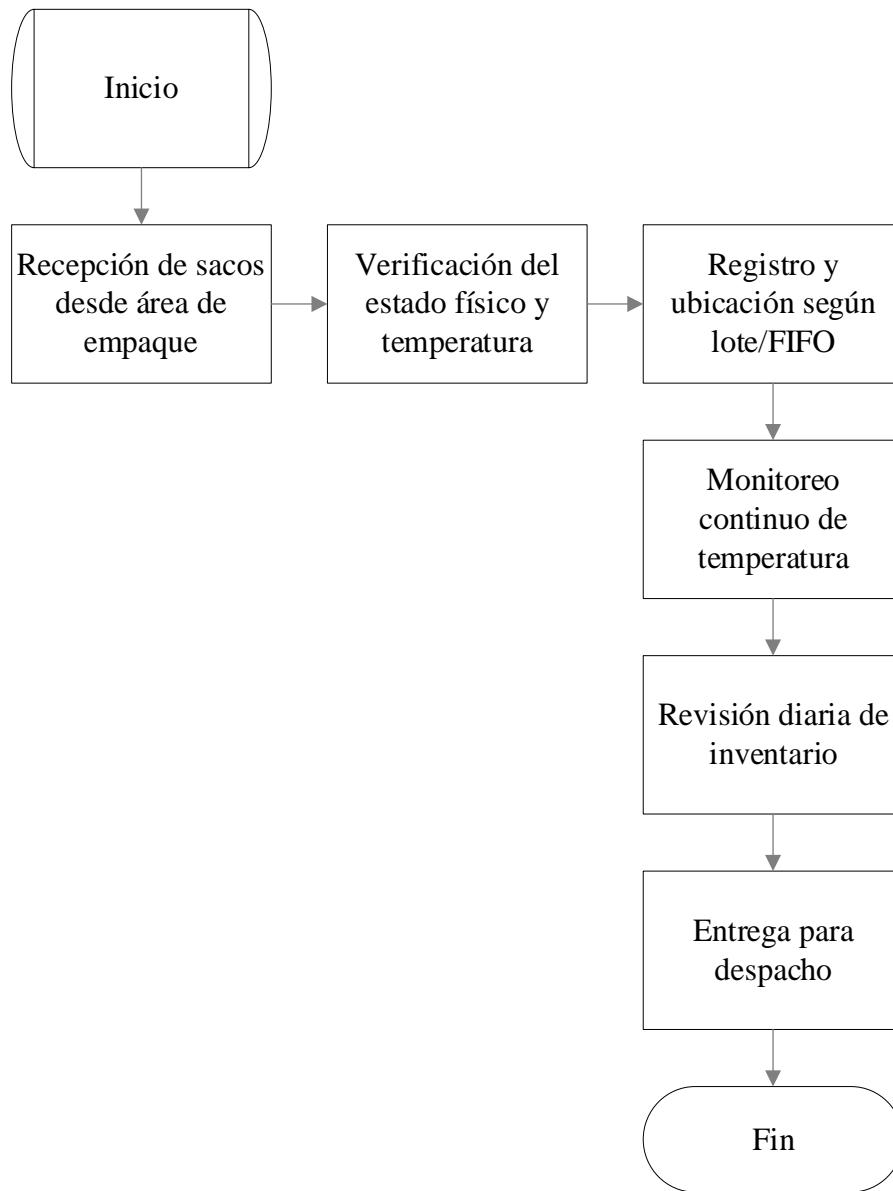 Inicio
Recepción de sacos
desde área de
empaque
Verificación del
estado físico y
temperatura
Registro y
ubicación según
lote/FIFO
Monitoreo
continuo de
temperatura
Revisión diaria de
inventario
Entrega para
despacho
Fin